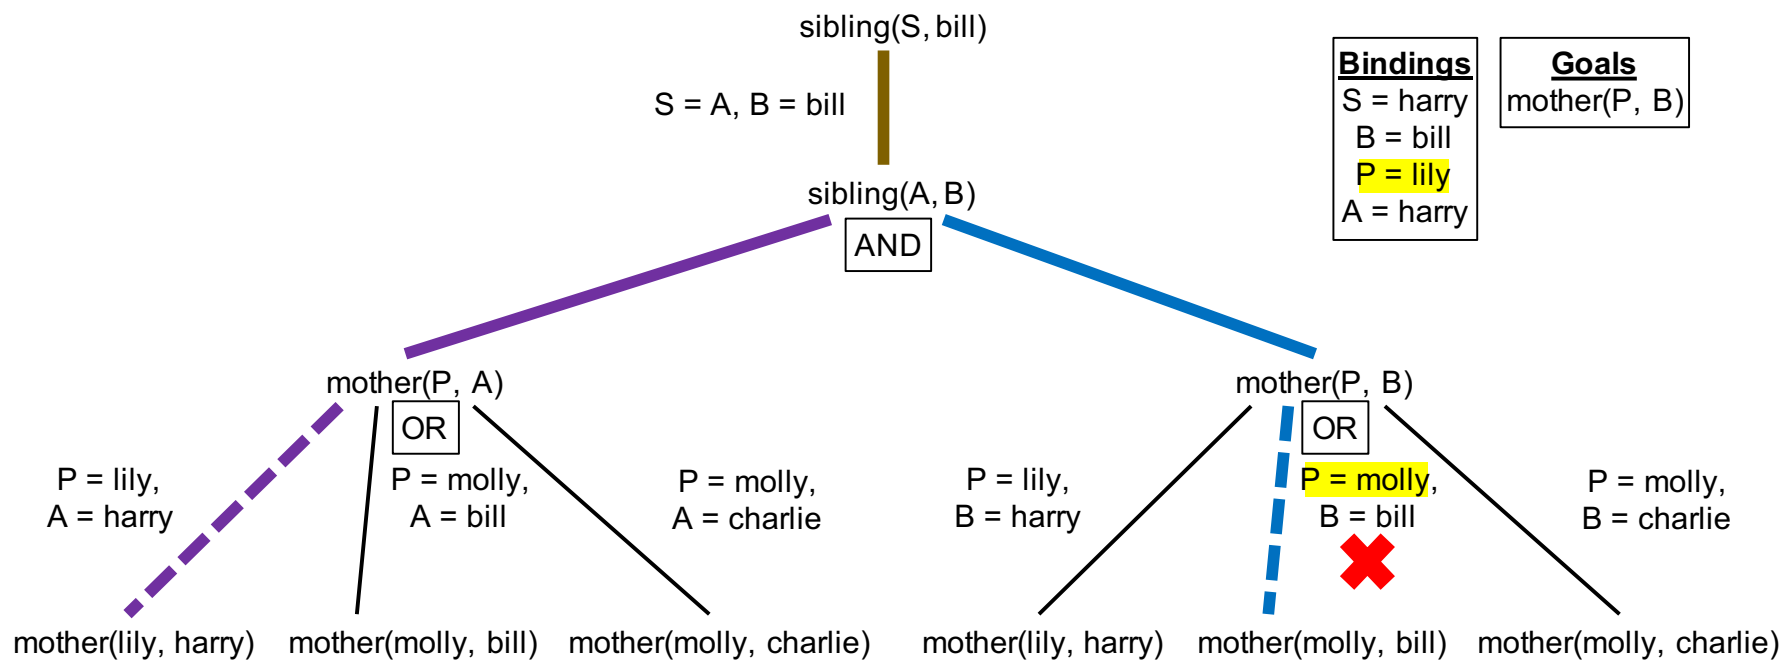 sibling(S, bill)
S = A, B = bill
sibling(A, B)
AND
Bindings
S = harry
B = bill
P = lily
A = harry
Goals
mother(P, B)
mother(P, A)
OR
P = lily,
A = harry
P = molly,
A = bill
P = molly,
A = charlie
mother(lily, harry)
mother(molly, bill)
mother(molly, charlie)
mother(P, B)
OR
P = lily,
B = harry
P = molly,
B = bill
P = molly,
B = charlie
mother(lily, harry)
mother(molly, bill)
mother(molly, charlie)